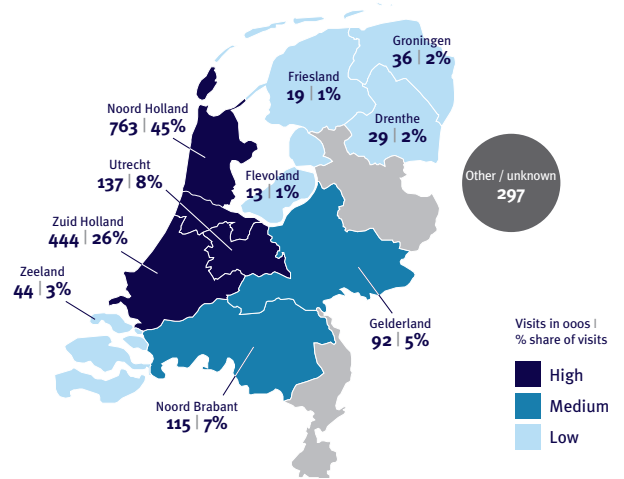 Groningen
36 | 2%
Friesland
19 | 1%
Noord Holland
763 | 45%
Drenthe
29 | 2%
Utrecht
137 | 8%
Flevoland
13 | 1%
Other / unknown
297
Zuid Holland
444 | 26%
Zeeland
44 | 3%
Gelderland
92 | 5%
Visits in 000s |
% share of visits
High
Medium
Low
Noord Brabant
115 | 7%